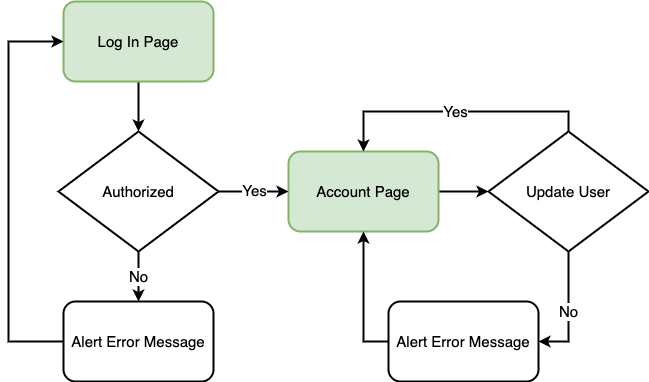 Log In Page
Yes
Authorized
Yes
Account Page
Update User
No
No
Alert Error Message
Alert Error Message